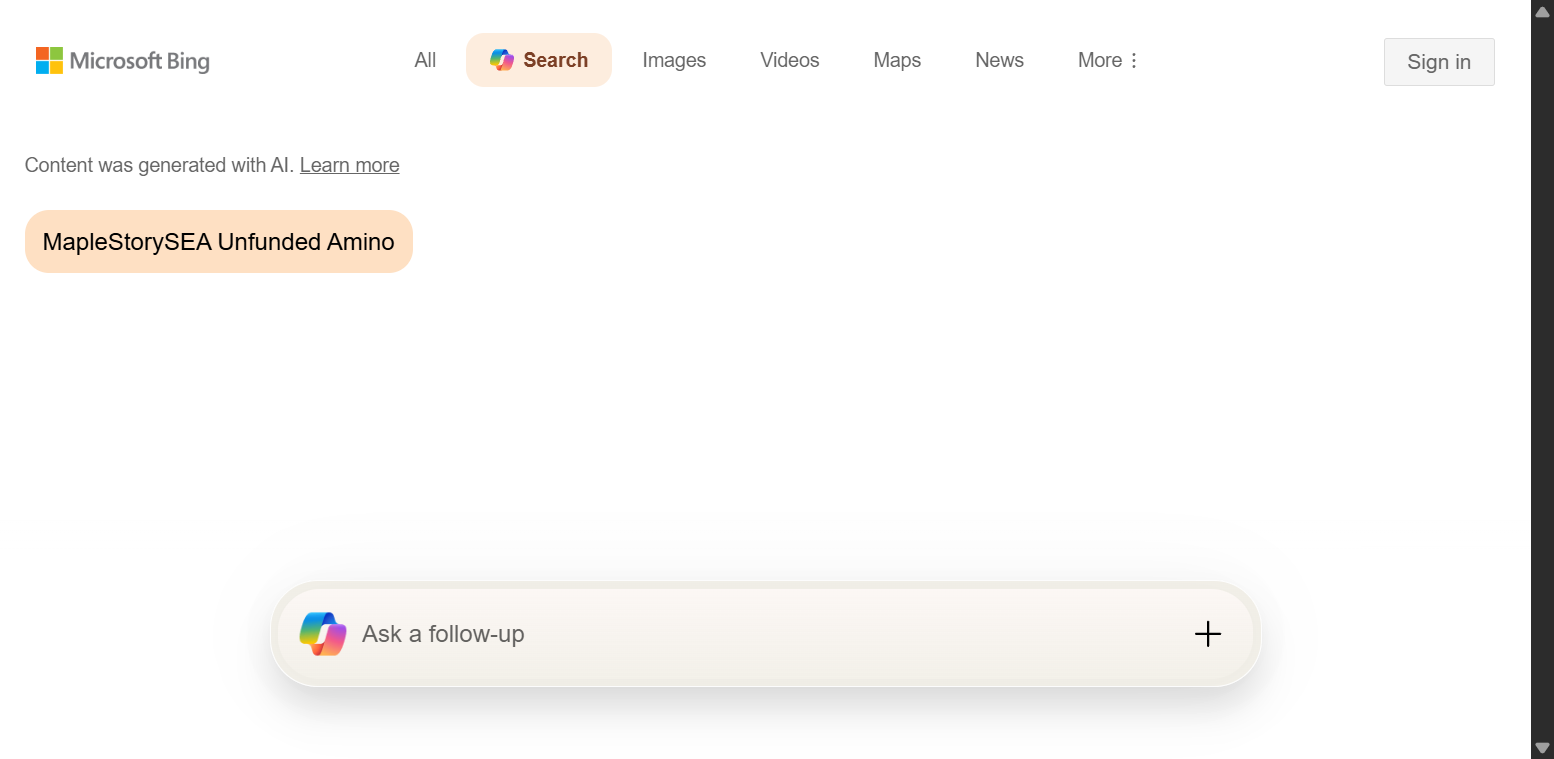 Microsoft Bing
All
Search
Images
Videos
Maps
News
More
Sign in
Content was generated with AI. Learn more
MapleStorySEA Unfunded Amino
Ask a follow-up